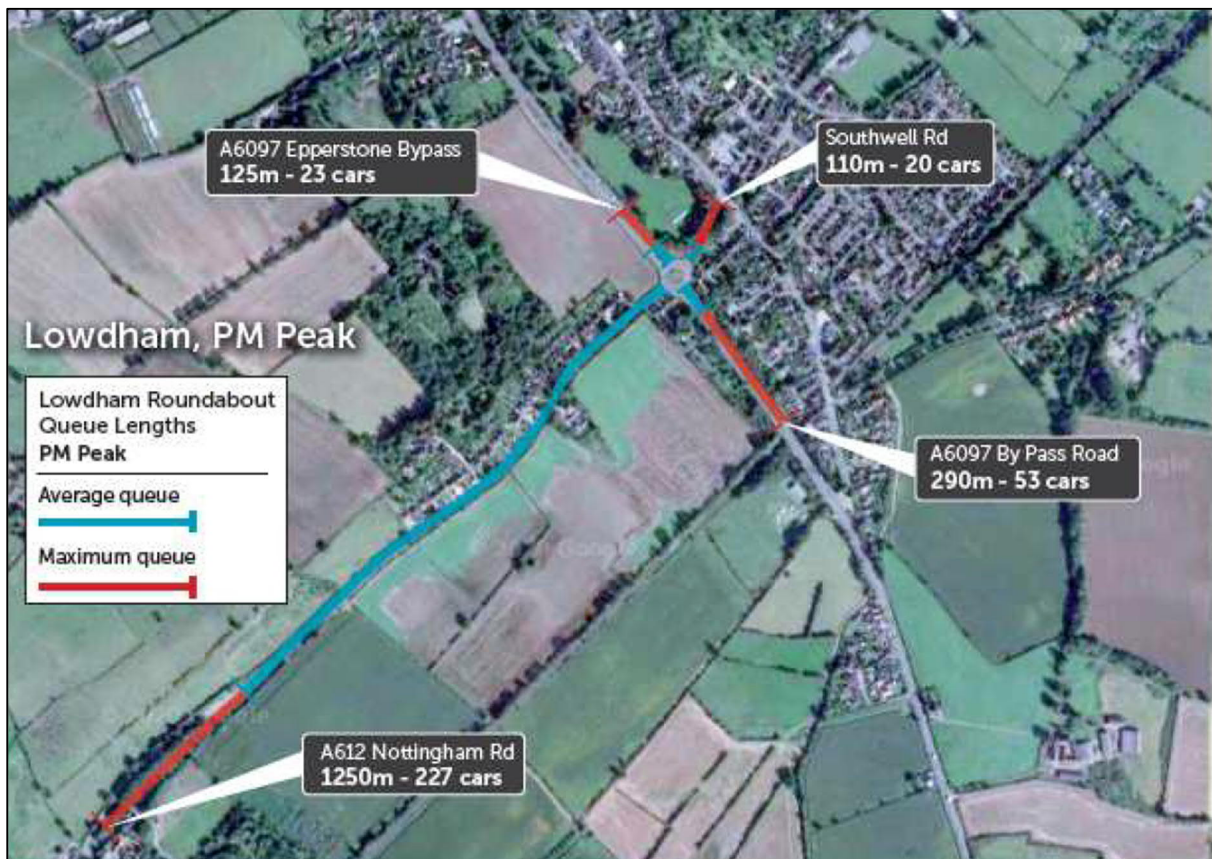 A6097 Epperstone Bypass
125m - 23 cars
Southwell Rd
110m - 20 cars
Lowdham, PM Peak
Lowdham Roundabout
Queue Lengths
PM Peak
Average queue
Maximum queue
A6097 By Pass Road
290m - 53 cars
A612 Nottingham Rd
1250m - 227 cars